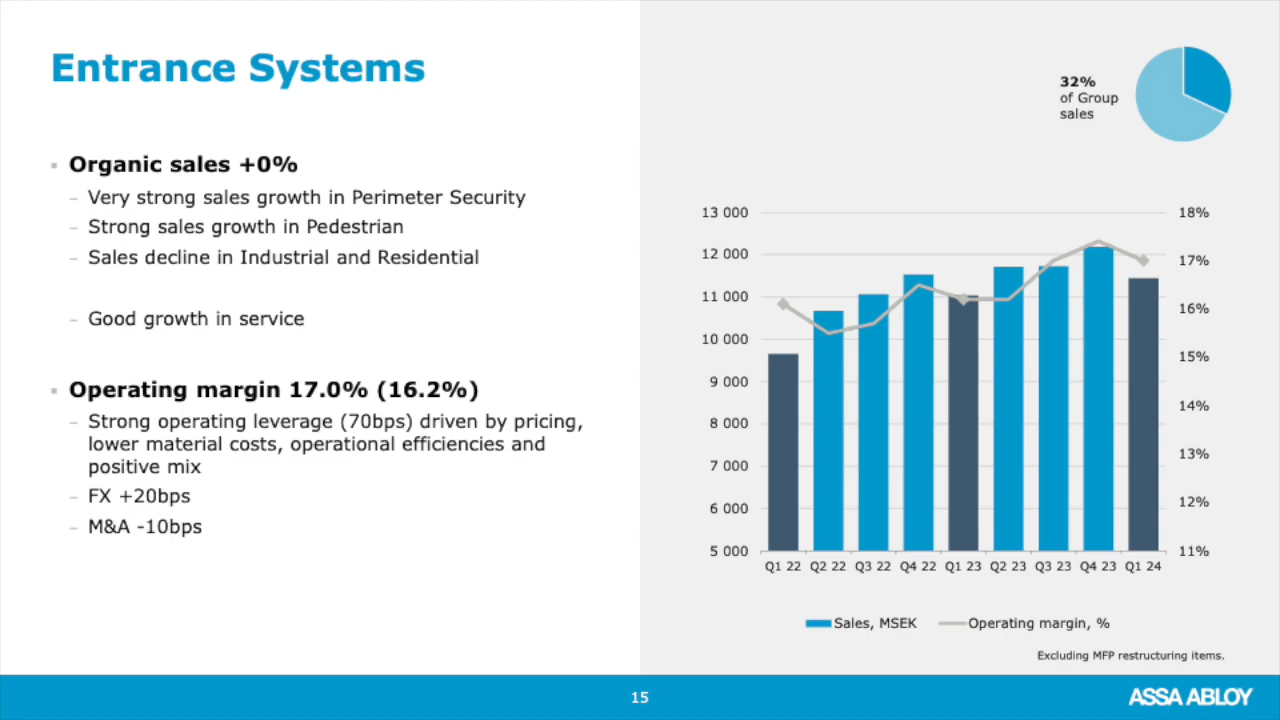 Entrance Systems
32%
of Group
sales
Organic sales +0%
Very strong sales growth in Perimeter Security
Strong sales growth in Pedestrian
Sales decline in Industrial and Residential
Good growth in service
Operating margin 17.0% (16.2%)
Strong operating leverage (70bps) driven by pricing,
lower material costs, operational efficiencies and
positive mix
FX +20bps
M&A -10bps
13 000 18%
12 000 17%
11 000 16%
10 000 15%
9 000 14%
8 000 13%
7 000 12%
6 000 11%
5 000
Q1 22 Q2 22 Q3 22 Q4 22 Q1 23 Q2 23 Q3 23 Q4 23 Q1 24
Sales, MSEK Operating margin, %
Excluding MFP restructuring items.
15
ASSA ABLOY